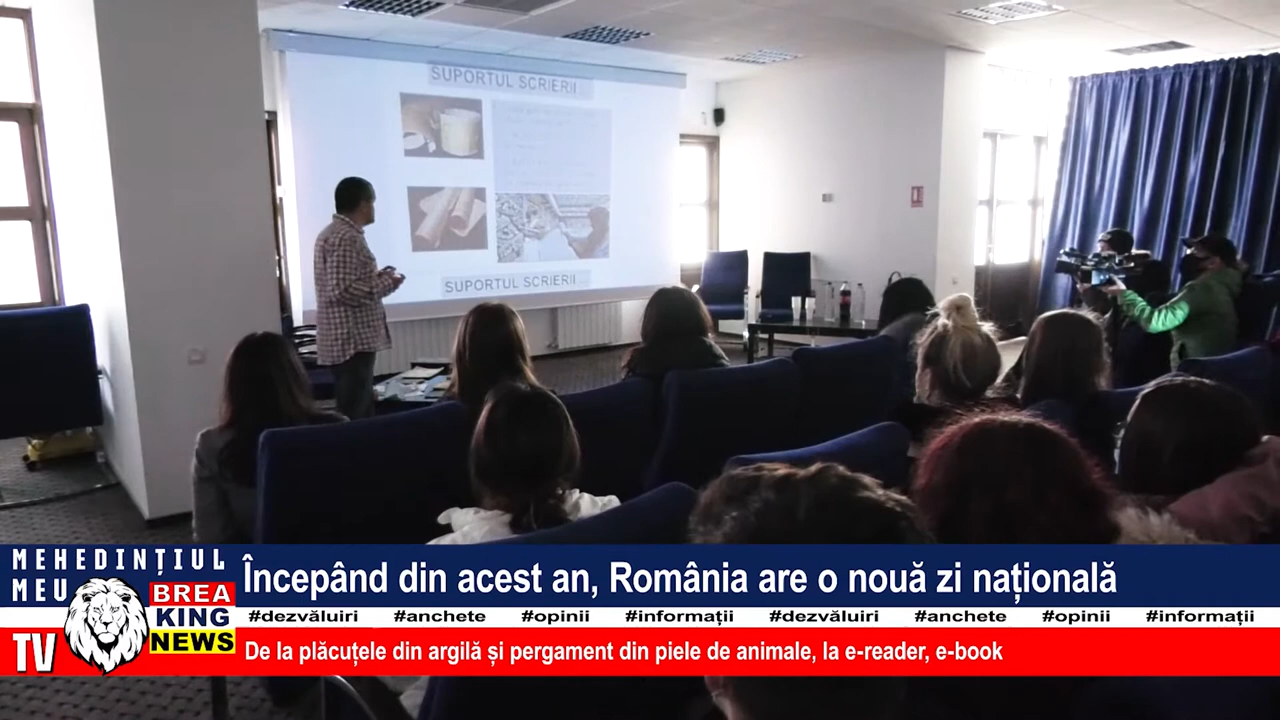 SUPORTUL SCRIERII
SUPORTUL SCRIERII
MEHEDINȚIUL
MEU
TV
BREA
KING
NEWS
Începând din acest an, România are o nouă zi națională
#dezvăluiri #anchete #opinii #informații #dezvăluiri #anchete #opinii #informații
De la plăcuțele din argilă și pergament din piele de animale, la e-reader, e-book